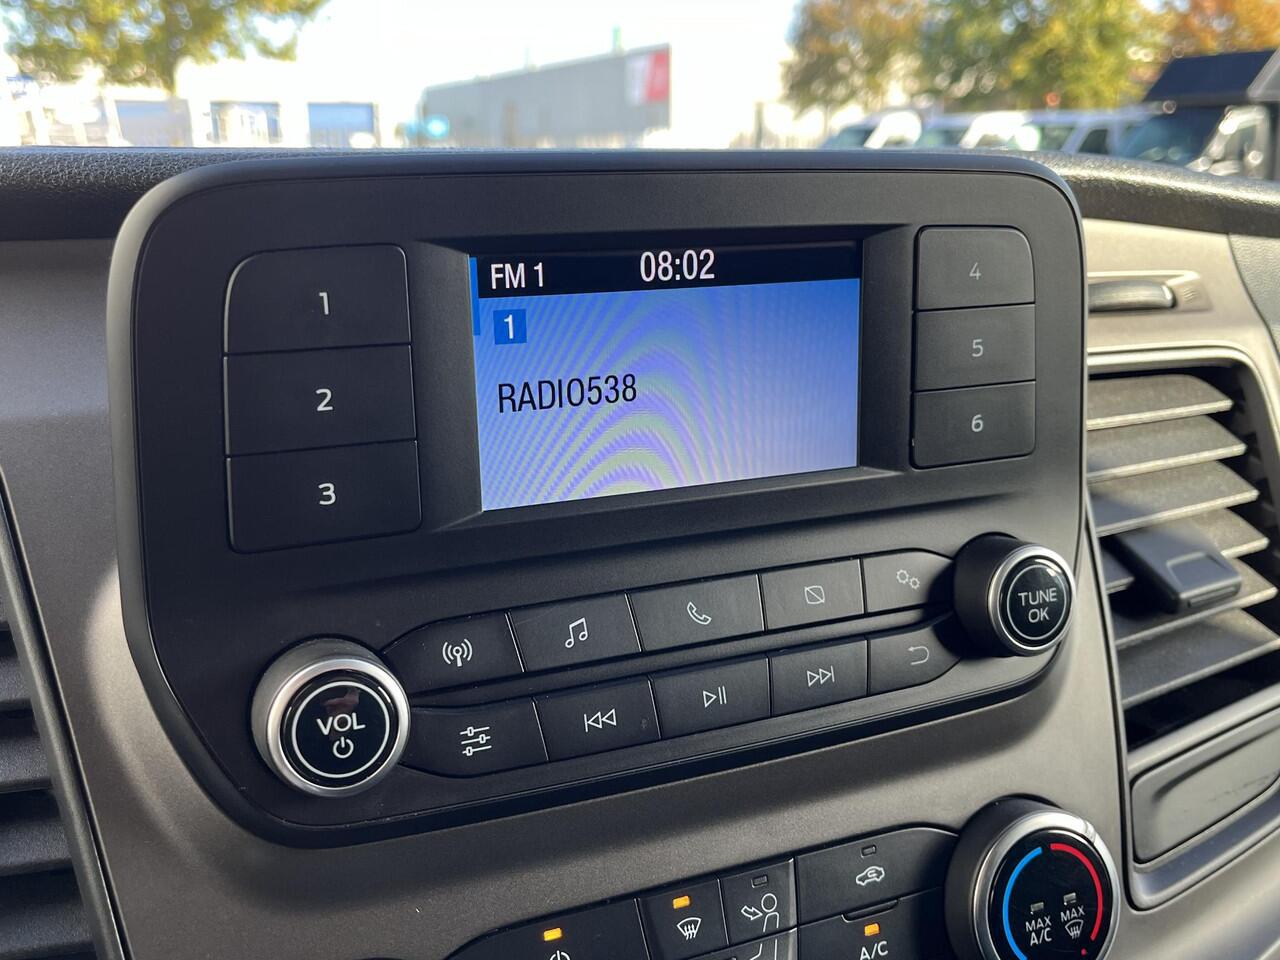 FM 1 08:02
1
RADIO538
1
2
3
4
5
6
VOL
TUNE
OK
MAX
A/C
MAX
A/C